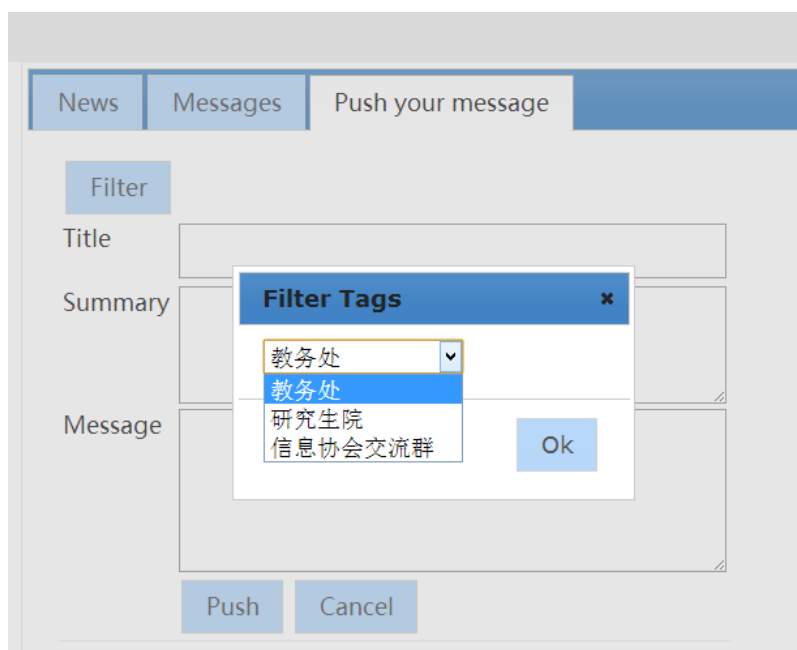 News Messages Push your message
Filter
Title
Summary
Filter Tags
教务处
教务处
研究生院
信息协会交流群
Message
Ok
Push Cancel